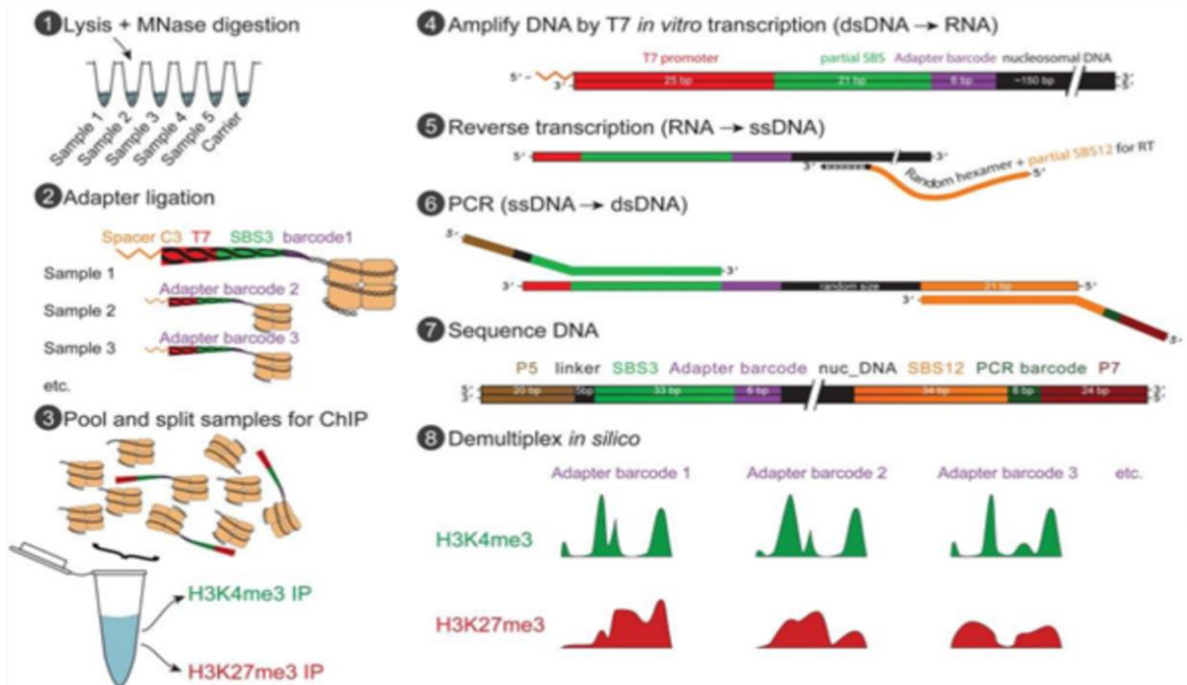 1 Lysis + MNase digestion
Sample 1
Sample 2
Sample 3
Sample 4
Sample 5
Carrier
2 Adapter ligation
Spacer C3 T7 SBS3 barcode1
Sample 1
Adapter barcode 2
Sample 2
Adapter barcode 3
Sample 3
etc.
3 Pool and split samples for ChIP
H3K4me3 IP
H3K27me3 IP
4 Amplify DNA by T7 in vitro transcription (dsDNA → RNA)
T7 promoter partial SBS Adapter barcode nucleosomal DNA
5' 25 bp 21 bp 6 bp ~150 bp 3'
3' 5'
5 Reverse transcription (RNA → ssDNA)
5' 3'
3' Random hexamer + partial SBS12 for RT 5'
6 PCR (ssDNA → dsDNA)
5'
3'
3' random size 21 bp 5'
3'
5'
7 Sequence DNA
P5 linker SBS3 Adapter barcode nuc_DNA SBS12 PCR barcode P7
5' 20 bp 5bp 33 bp 6 bp 34 bp 6 bp 24 bp 3'
3' 5'
8 Demultiplex in silico
Adapter barcode 1 Adapter barcode 2 Adapter barcode 3 etc.
H3K4me3
H3K27me3